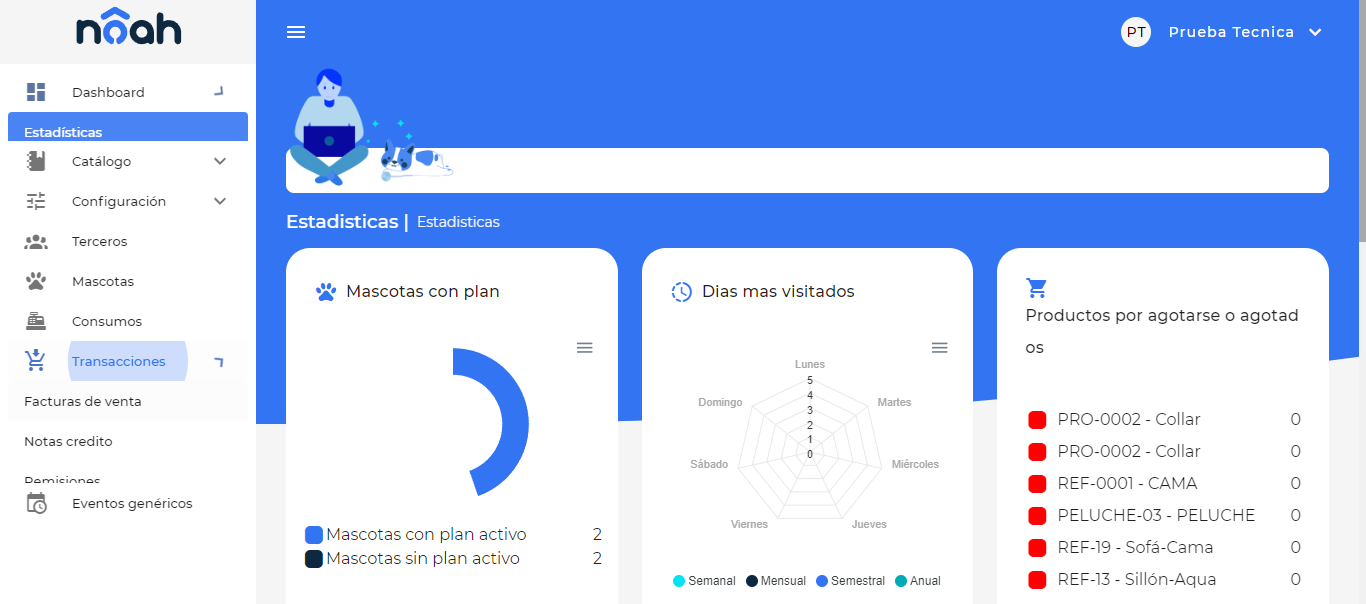 nôah
PT Prueba Tecnica
Dashboard
Estadísticas
Catálogo
Configuración
Terceros
Mascotas
Consumos
Transacciones
Facturas de venta
Notas credito
Remisiones
Eventos genéricos
Estadisticas | Estadisticas
Mascotas con plan
Mascotas con plan activo 2
Mascotas sin plan activo 2
Dias mas visitados
Lunes
5
4
3
2
1
0
Domingo
Martes
Sábado
Miércoles
Viernes
Jueves
Semanal Mensual Semestral Anual
Productos por agotarse o agotad
os
PRO-0002 - Collar 0
PRO-0002 - Collar 0
REF-0001 - CAMA 0
PELUCHE-03 - PELUCHE 0
REF-19 - Sofá-Cama 0
REF-13 - Sillón-Aqua 0